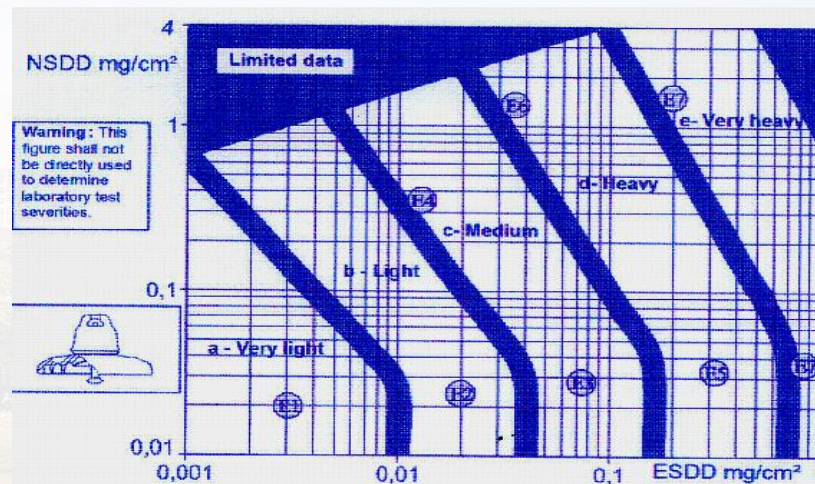 4
NSDD mg/cm²
Limited data
E6
E7
1
e- Very heavy
Warning : This
figure shall not
be directly used
to determine
laboratory test
severities.
d- Heavy
E4
c- Medium
b - Light
0,1
a - Very light
E1
E2
E3
E5
E7
0,01
0,001
0,01
0,1
ESDD mg/cm²